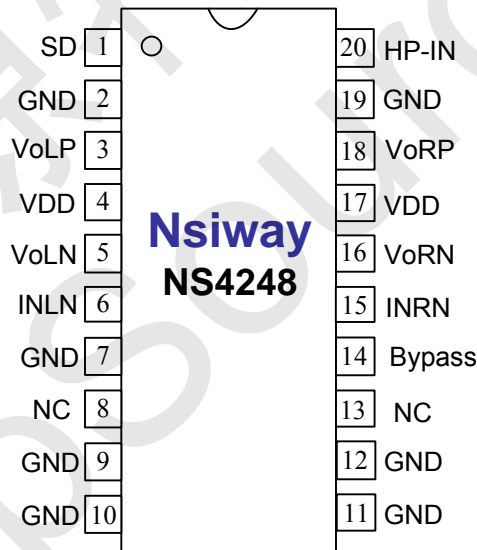 SD 1 20 HP-IN
GND 2 19 GND
VoLP 3 18 VoRP
VDD 4 17 VDD
Nsiway
VoLN 5 16 VoRN
NS4248
INLN 6 15 INRN
GND 7 14 Bypass
NC 8 13 NC
GND 9 12 GND
GND 10 11 GND